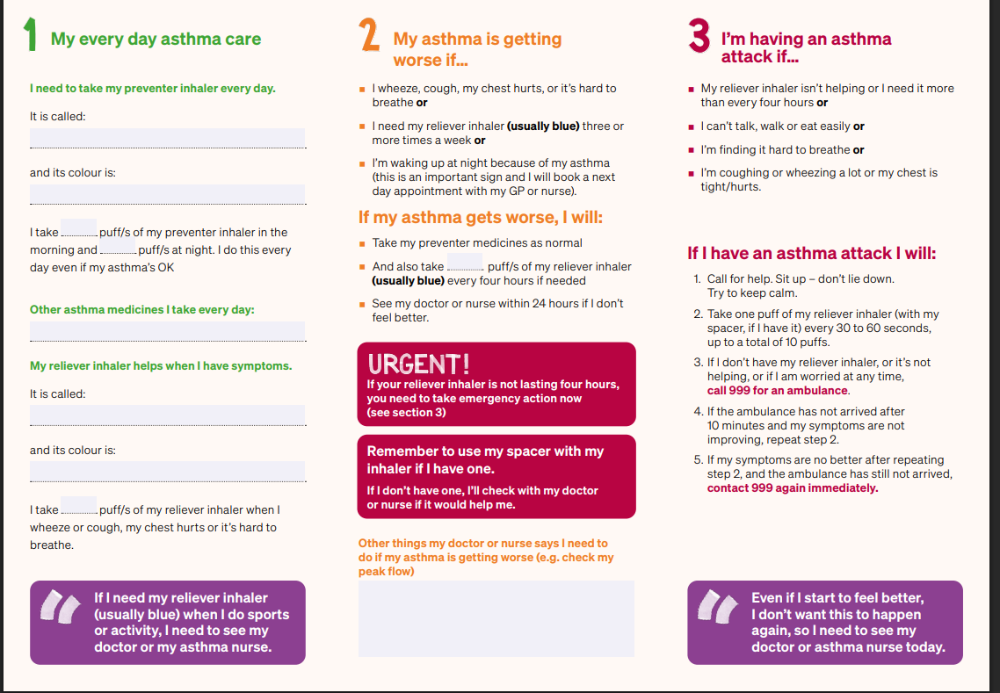 1 My every day asthma care
I need to take my preventer inhaler every day.
It is called:
and its colour is:
I take puff/s of my preventer inhaler in the
morning and puff/s at night. I do this every
day even if my asthma's OK
Other asthma medicines I take every day:
My reliever inhaler helps when I have symptoms.
It is called:
and its colour is:
I take puff/s of my reliever inhaler when I
wheeze or cough, my chest hurts or it's hard to
breathe.
If I need my reliever inhaler
(usually blue) when I do sports
or activity, I need to see my
doctor or my asthma nurse.
2 My asthma is getting
worse if...
I wheeze, cough, my chest hurts, or it's hard to
breathe or
I need my reliever inhaler (usually blue) three or
more times a week or
I'm waking up at night because of my asthma
(this is an important sign and I will book a next
day appointment with my GP or nurse).
If my asthma gets worse, I will:
Take my preventer medicines as normal
And also take puff/s of my reliever inhaler
(usually blue) every four hours if needed
See my doctor or nurse within 24 hours if I don't
feel better.
URGENT!
If your reliever inhaler is not lasting four hours,
you need to take emergency action now
(see section 3)
Remember to use my spacer with my
inhaler if I have one.
If I don't have one, I'll check with my doctor
or nurse if it would help me.
Other things my doctor or nurse says I need to
do if my asthma is getting worse (e.g. check my
peak flow)
3 I'm having an asthma
attack if...
My reliever inhaler isn't helping or I need it more
than every four hours or
I can't talk, walk or eat easily or
I'm finding it hard to breathe or
I'm coughing or wheezing a lot or my chest is
tight/hurts.
If I have an asthma attack I will:
1. Call for help. Sit up – don't lie down.
Try to keep calm.
2. Take one puff of my reliever inhaler (with my
spacer, if I have it) every 30 to 60 seconds,
up to a total of 10 puffs.
3. If I don't have my reliever inhaler, or it's not
helping, or if I am worried at any time,
call 999 for an ambulance.
4. If the ambulance has not arrived after
10 minutes and my symptoms are not
improving, repeat step 2.
5. If my symptoms are no better after repeating
step 2, and the ambulance has still not arrived,
contact 999 again immediately.
Even if I start to feel better,
I don't want this to happen
again, so I need to see my
doctor or asthma nurse today.